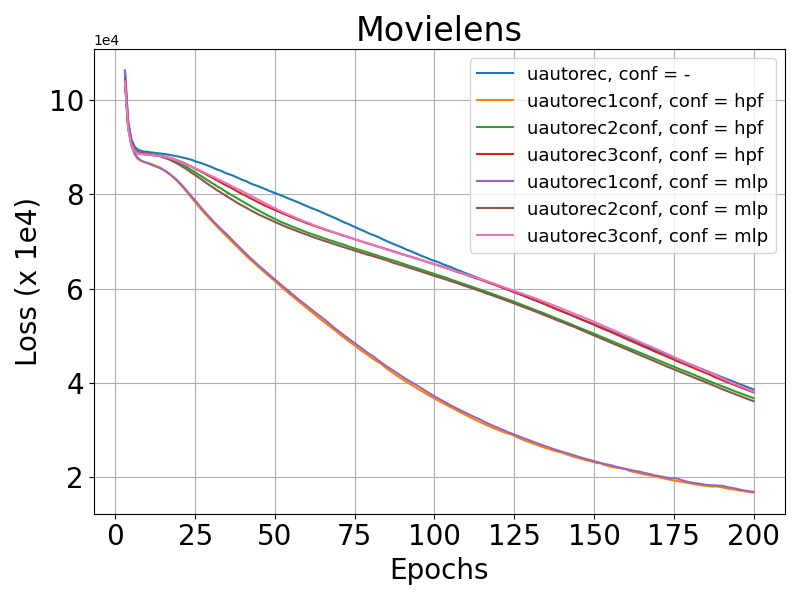 Movielens
1e4
uautorec, conf = -
uautorec1conf, conf = hpf
uautorec2conf, conf = hpf
uautorec3conf, conf = hpf
uautorec1conf, conf = mlp
uautorec2conf, conf = mlp
uautorec3conf, conf = mlp
10
8
6
4
2
Loss (x 1e4)
0 25 50 75 100 125 150 175 200
Epochs